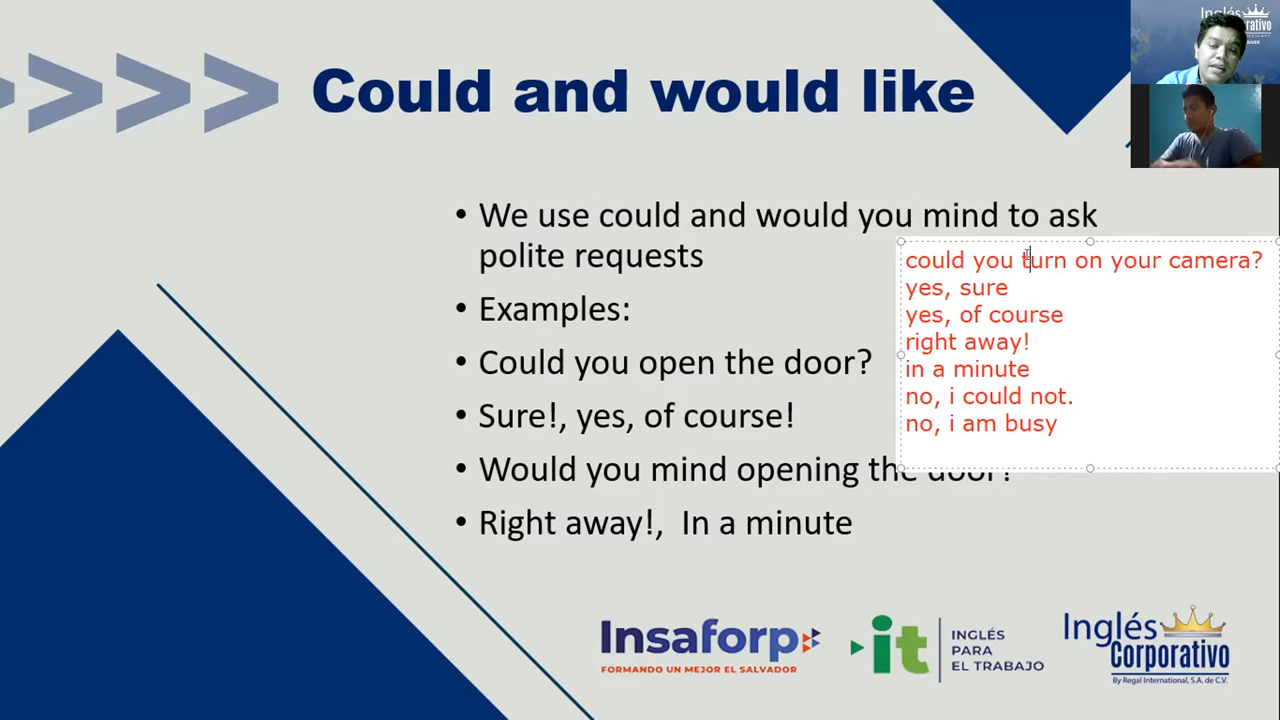 Could and would like
• We use could and would you mind to ask
polite requests
• Examples:
• Could you open the door?
• Sure!, yes, of course!
• Would you mind opening the door?
• Right away!,  In a minute
could you turn on your camera?
yes, sure
yes, of course
right away!
in a minute
no, i could not.
no, i am busy
Insaforp
FORMANDO UN MEJOR EL SALVADOR
it
INGLÉS
PARA
EL TRABAJO
Inglés
Corporativo
By Regal International, S.A. de C.V.
Inglés